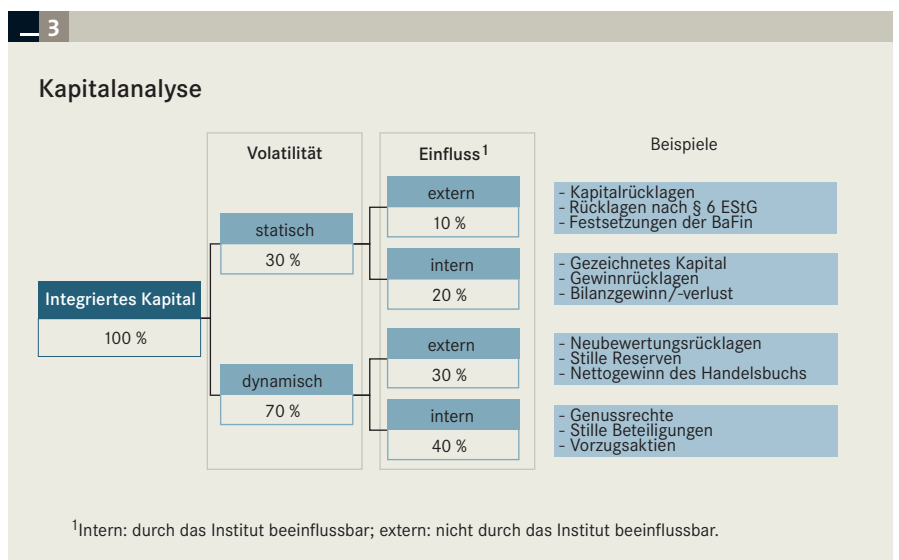 3
Kapitalanalyse
Volatilität
Einfluss1
Beispiele
Integriertes Kapital
100 %
statisch
30 %
extern
10 %
- Kapitalrücklagen
- Rücklagen nach § 6 EStG
- Festsetzungen der BaFin
intern
20 %
- Gezeichnetes Kapital
- Gewinnrücklagen
- Bilanzgewinn/-verlust
dynamisch
70 %
extern
30 %
- Neubewertungsrücklagen
- Stille Reserven
- Nettogewinn des Handelsbuchs
intern
40 %
- Genussrechte
- Stille Beteiligungen
- Vorzugsaktien
1Intern: durch das Institut beeinflussbar; extern: nicht durch das Institut beeinflussbar.